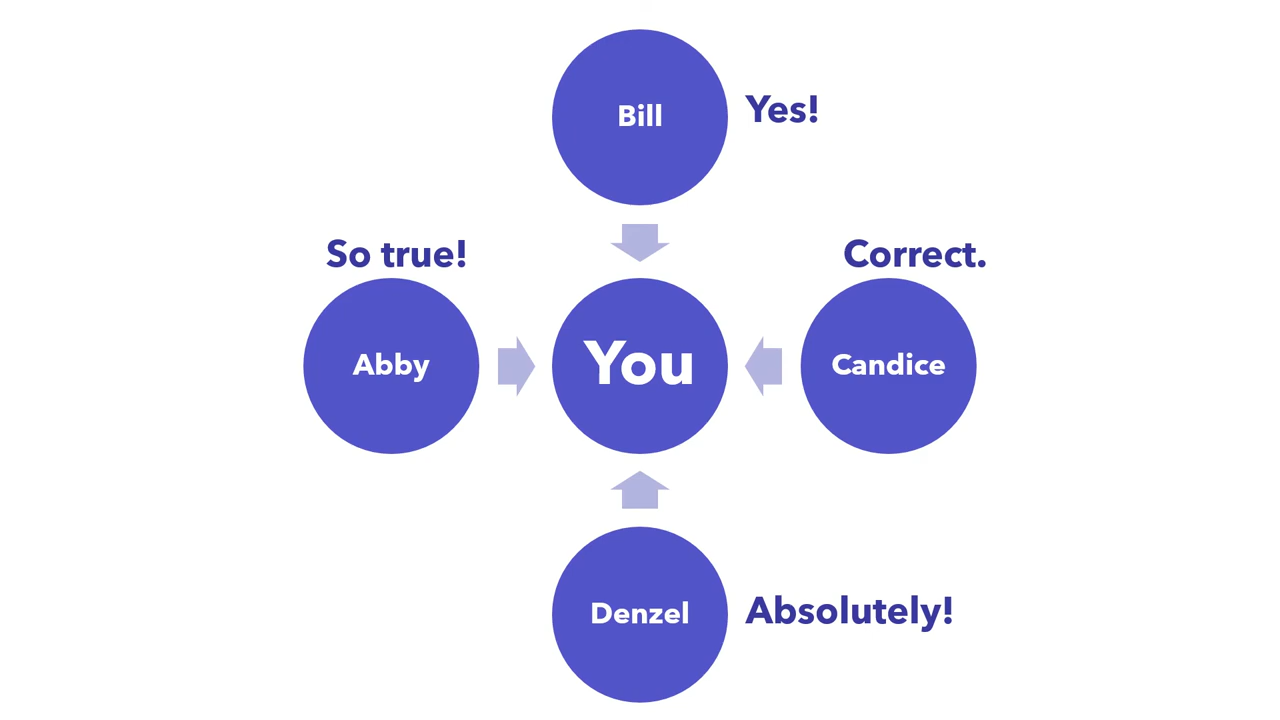 Bill
Yes!
So true!
Correct.
Abby
You
Candice
Denzel
Absolutely!